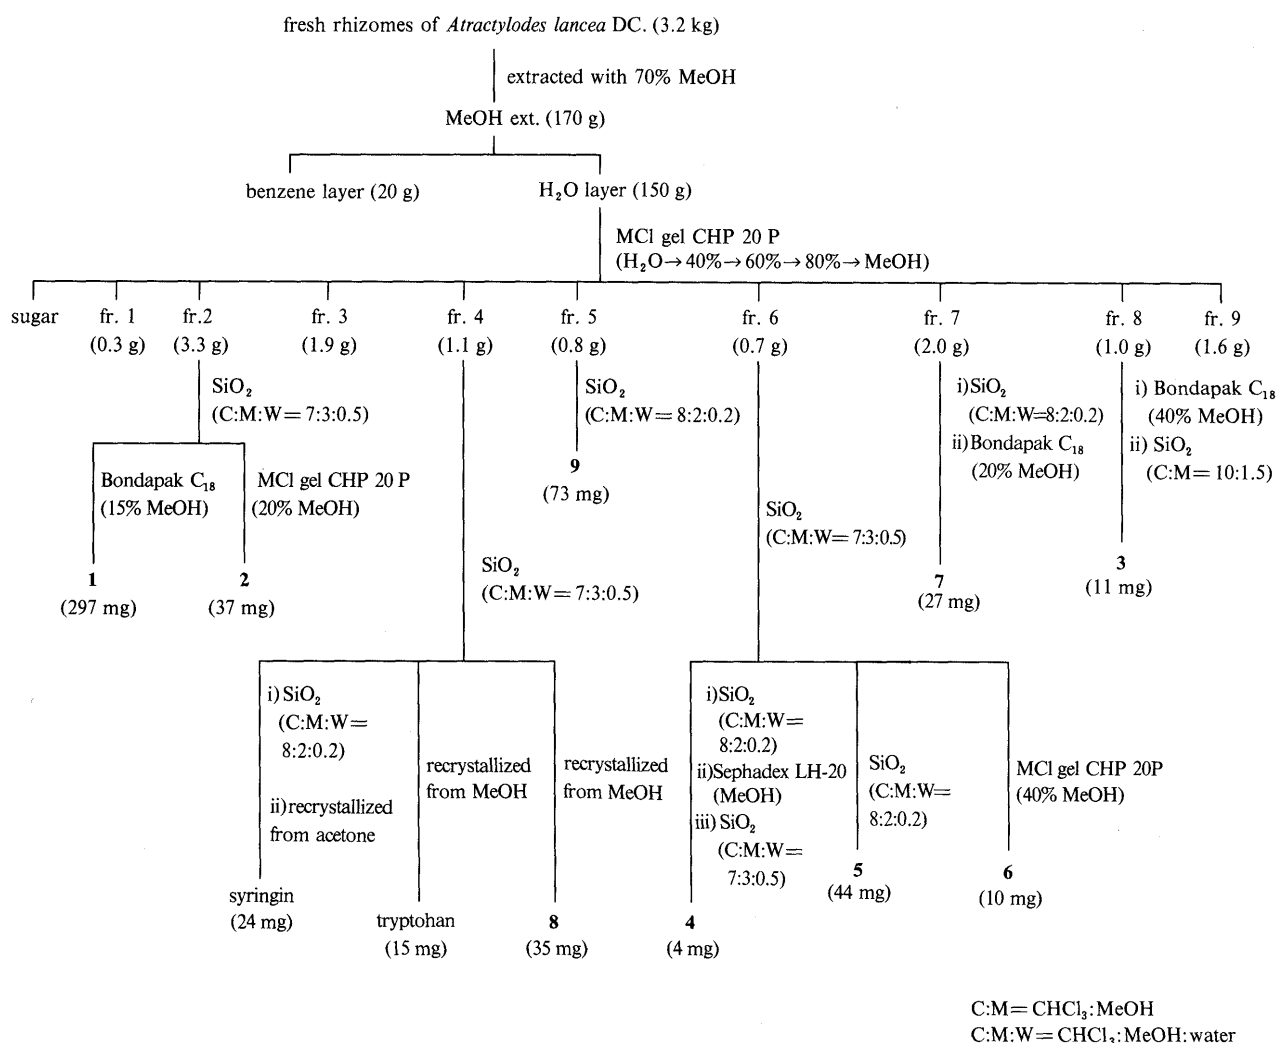 fresh rhizomes of Atractylodes lancea DC. (3.2 kg)
extracted with 70% MeOH
MeOH ext. (170 g)
benzene layer (20 g)
H₂O layer (150 g)
MCl gel CHP 20 P
(H₂O→40%→60%→80%→MeOH)
sugar
fr. 1
(0.3 g)
fr.2
(3.3 g)
fr. 3
(1.9 g)
fr. 4
(1.1 g)
fr. 5
(0.8 g)
fr. 6
(0.7 g)
fr. 7
(2.0 g)
fr. 8
(1.0 g)
fr. 9
(1.6 g)
SiO₂
(C:M:W=7:3:0.5)
Bondapak C₁₈
(15% MeOH)
1
(297 mg)
MCl gel CHP 20 P
(20% MeOH)
2
(37 mg)
SiO₂
(C:M:W=7:3:0.5)
i) SiO₂
(C:M:W=
8:2:0.2)
ii) recrystallized
from acetone
syringin
(24 mg)
recrystallized
from MeOH
tryptohan
(15 mg)
recrystallized
from MeOH
8
(35 mg)
SiO₂
(C:M:W=8:2:0.2)
9
(73 mg)
SiO₂
(C:M:W=7:3:0.5)
i)SiO₂
(C:M:W=
8:2:0.2)
ii)Sephadex LH-20
(MeOH)
iii) SiO₂
(C:M:W=
7:3:0.5)
4
(4 mg)
SiO₂
(C:M:W=
8:2:0.2)
5
(44 mg)
MCl gel CHP 20P
(40% MeOH)
6
(10 mg)
i)SiO₂
(C:M:W=8:2:0.2)
ii)Bondapak C₁₈
(20% MeOH)
7
(27 mg)
i) Bondapak C₁₈
(40% MeOH)
ii) SiO₂
(C:M=10:1.5)
3
(11 mg)
C:M=CHCl₃:MeOH
C:M:W=CHCl₃:MeOH:water